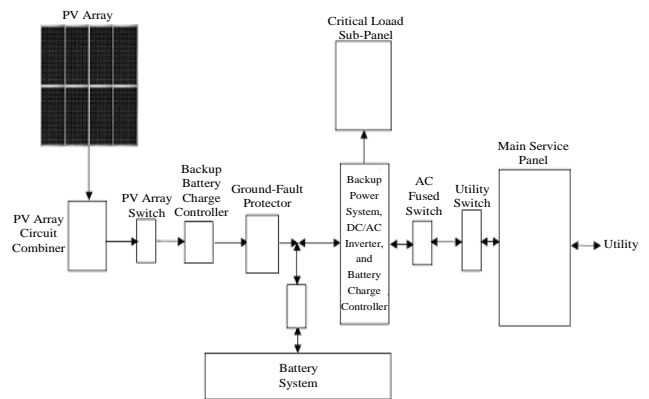 PV Array
Critical Loaad
Sub-Panel
Main Service
Panel
Backup
Battery
Charge
Controller
PV Array
Switch
Ground-Fault
Protector
Backup
Power
System,
DC/AC
Inverter,
and
Battery
Charge
Controller
AC
Fused
Switch
Utility
Switch
PV Array
Circuit
Combiner
Utility
Battery
System